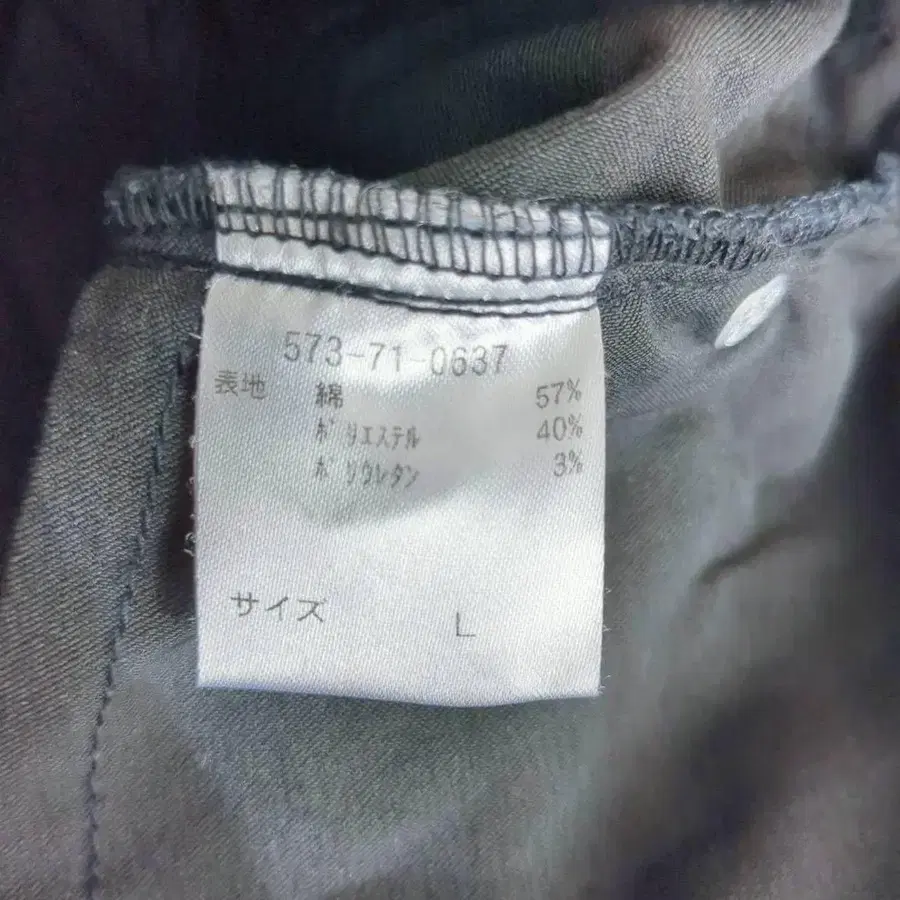 573-71-0637
表地 綿 57%
ポリエステル 40%
ポリウレタン 3%
サイズ L